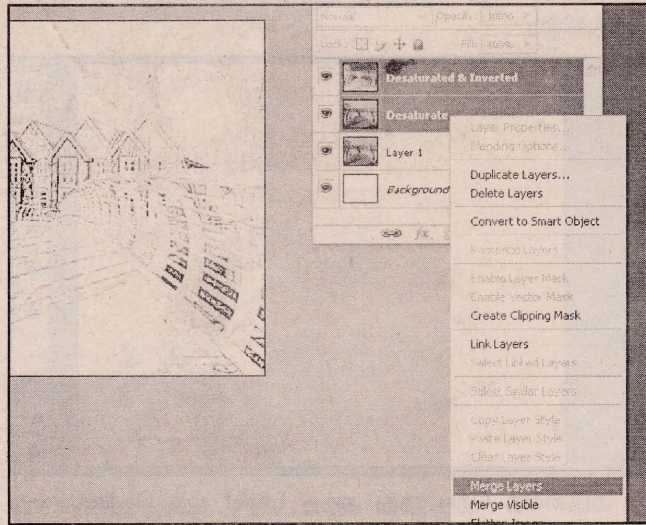 Normal Opacity: 100%
Lock: Fill: 100%
Desaturated & Inverted
Desaturate
Layer 1
Background
fx
Layer Properties...
Blending Options...
Duplicate Layers...
Delete Layers
Convert to Smart Object
Rasterize Layers
Enable Layer Mask
Enable Vector Mask
Create Clipping Mask
Link Layers
Select Linked Layers
Select Similar Layers
Copy Layer Style
Paste Layer Style
Clear Layer Style
Merge Layers
Merge Visible